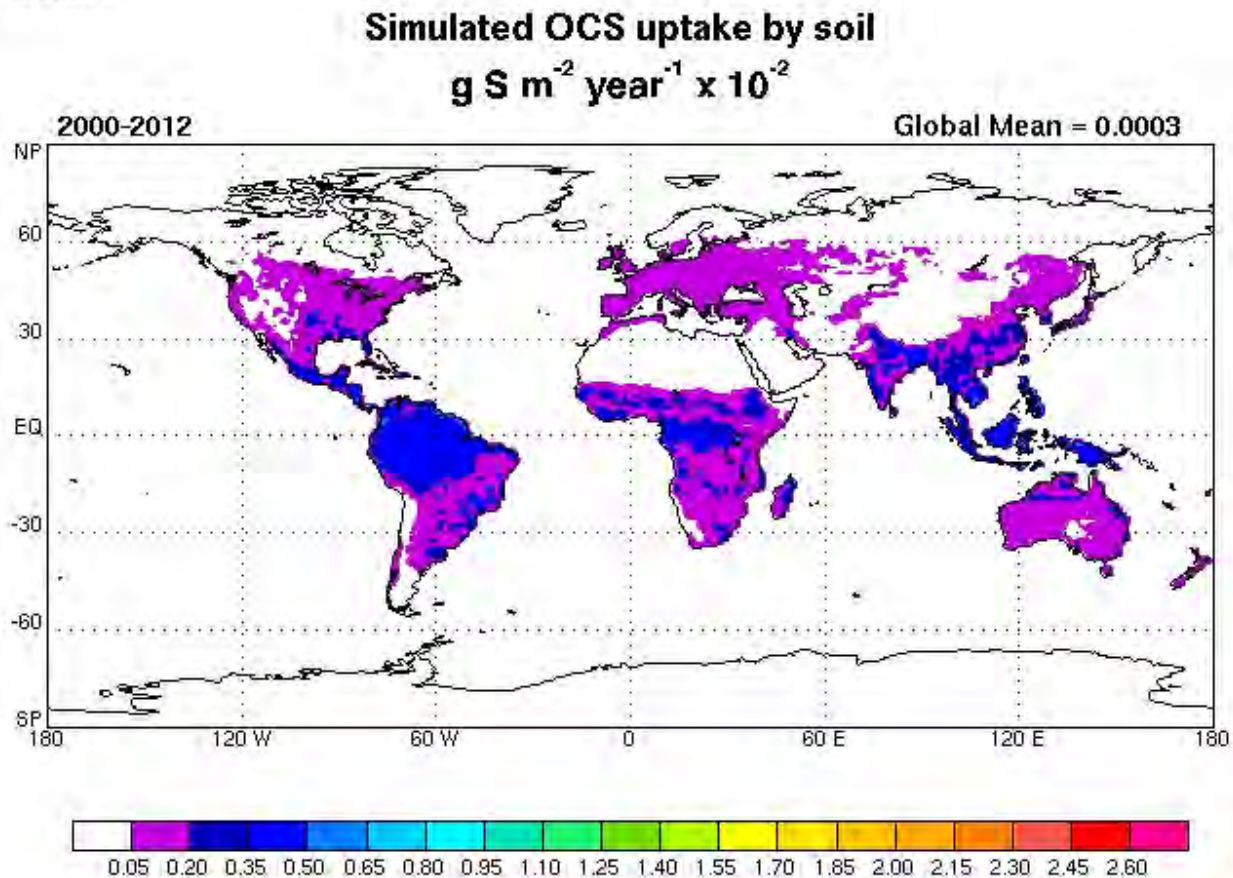 Simulated OCS uptake by soil
g S m⁻² year⁻¹ x 10⁻²
2000-2012 Global Mean = 0.0003
NP
60
30
EQ
-30
-60
SP
180 120 W 60 W 0 60 E 120 E 180
0.05 0.20 0.35 0.50 0.65 0.80 0.95 1.10 1.25 1.40 1.55 1.70 1.85 2.00 2.15 2.30 2.45 2.60